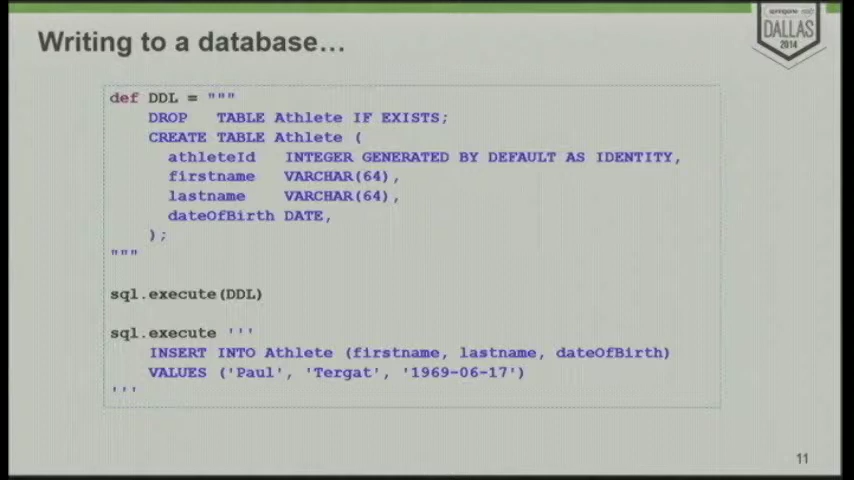 Writing to a database…
DALLAS
2014
def DDL = """
DROP TABLE Athlete IF EXISTS;
CREATE TABLE Athlete (
athleteId INTEGER GENERATED BY DEFAULT AS IDENTITY,
firstname VARCHAR(64),
lastname VARCHAR(64),
dateOfBirth DATE,
);
"""
sql.execute(DDL)
sql.execute '''
INSERT INTO Athlete (firstname, lastname, dateOfBirth)
VALUES ('Paul', 'Tergat', '1969-06-17')
'''
11